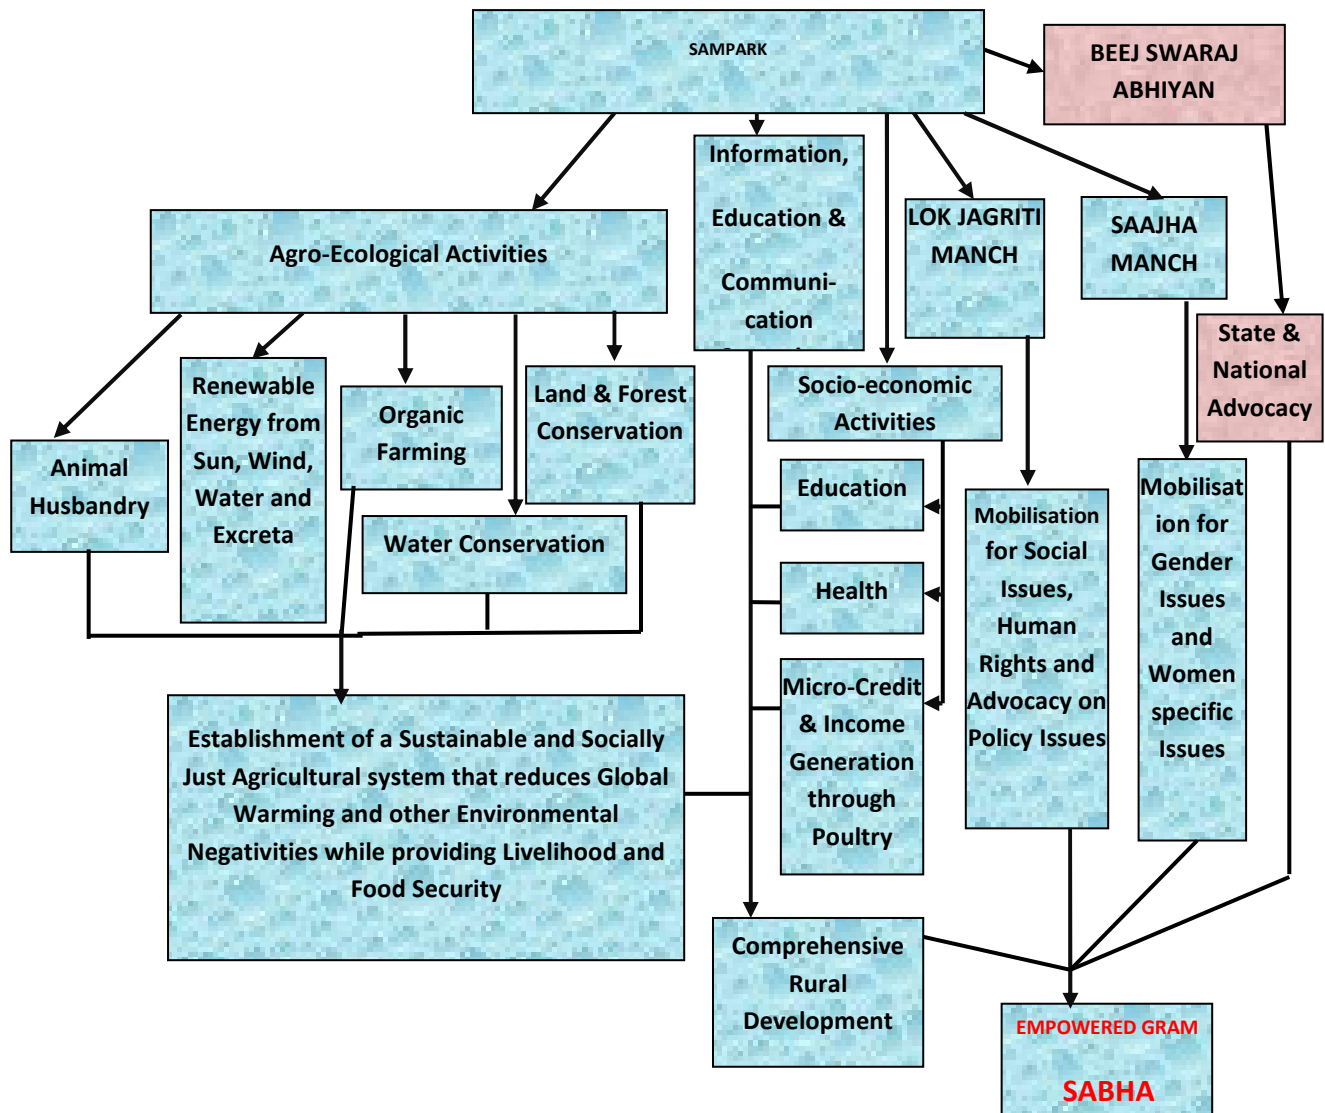 SAMPARK
BEEJ SWARAJ
ABHIYAN
Information,
Education &
Communi-
cation
LOK JAGRITI
MANCH
SAAJHA
MANCH
Agro-Ecological Activities
State &
National
Advocacy
Renewable
Energy from
Sun, Wind,
Water and
Excreta
Organic
Farming
Land & Forest
Conservation
Socio-economic
Activities
Animal
Husbandry
Water Conservation
Education
Health
Micro-Credit
& Income
Generation
through
Poultry
Mobilisation
for Social
Issues,
Human
Rights and
Advocacy on
Policy Issues
Mobilisat
ion for
Gender
Issues
and
Women
specific
Issues
Establishment of a Sustainable and Socially
Just Agricultural system that reduces Global
Warming and other Environmental
Negativities while providing Livelihood and
Food Security
Comprehensive
Rural
Development
EMPOWERED GRAM
SABHA